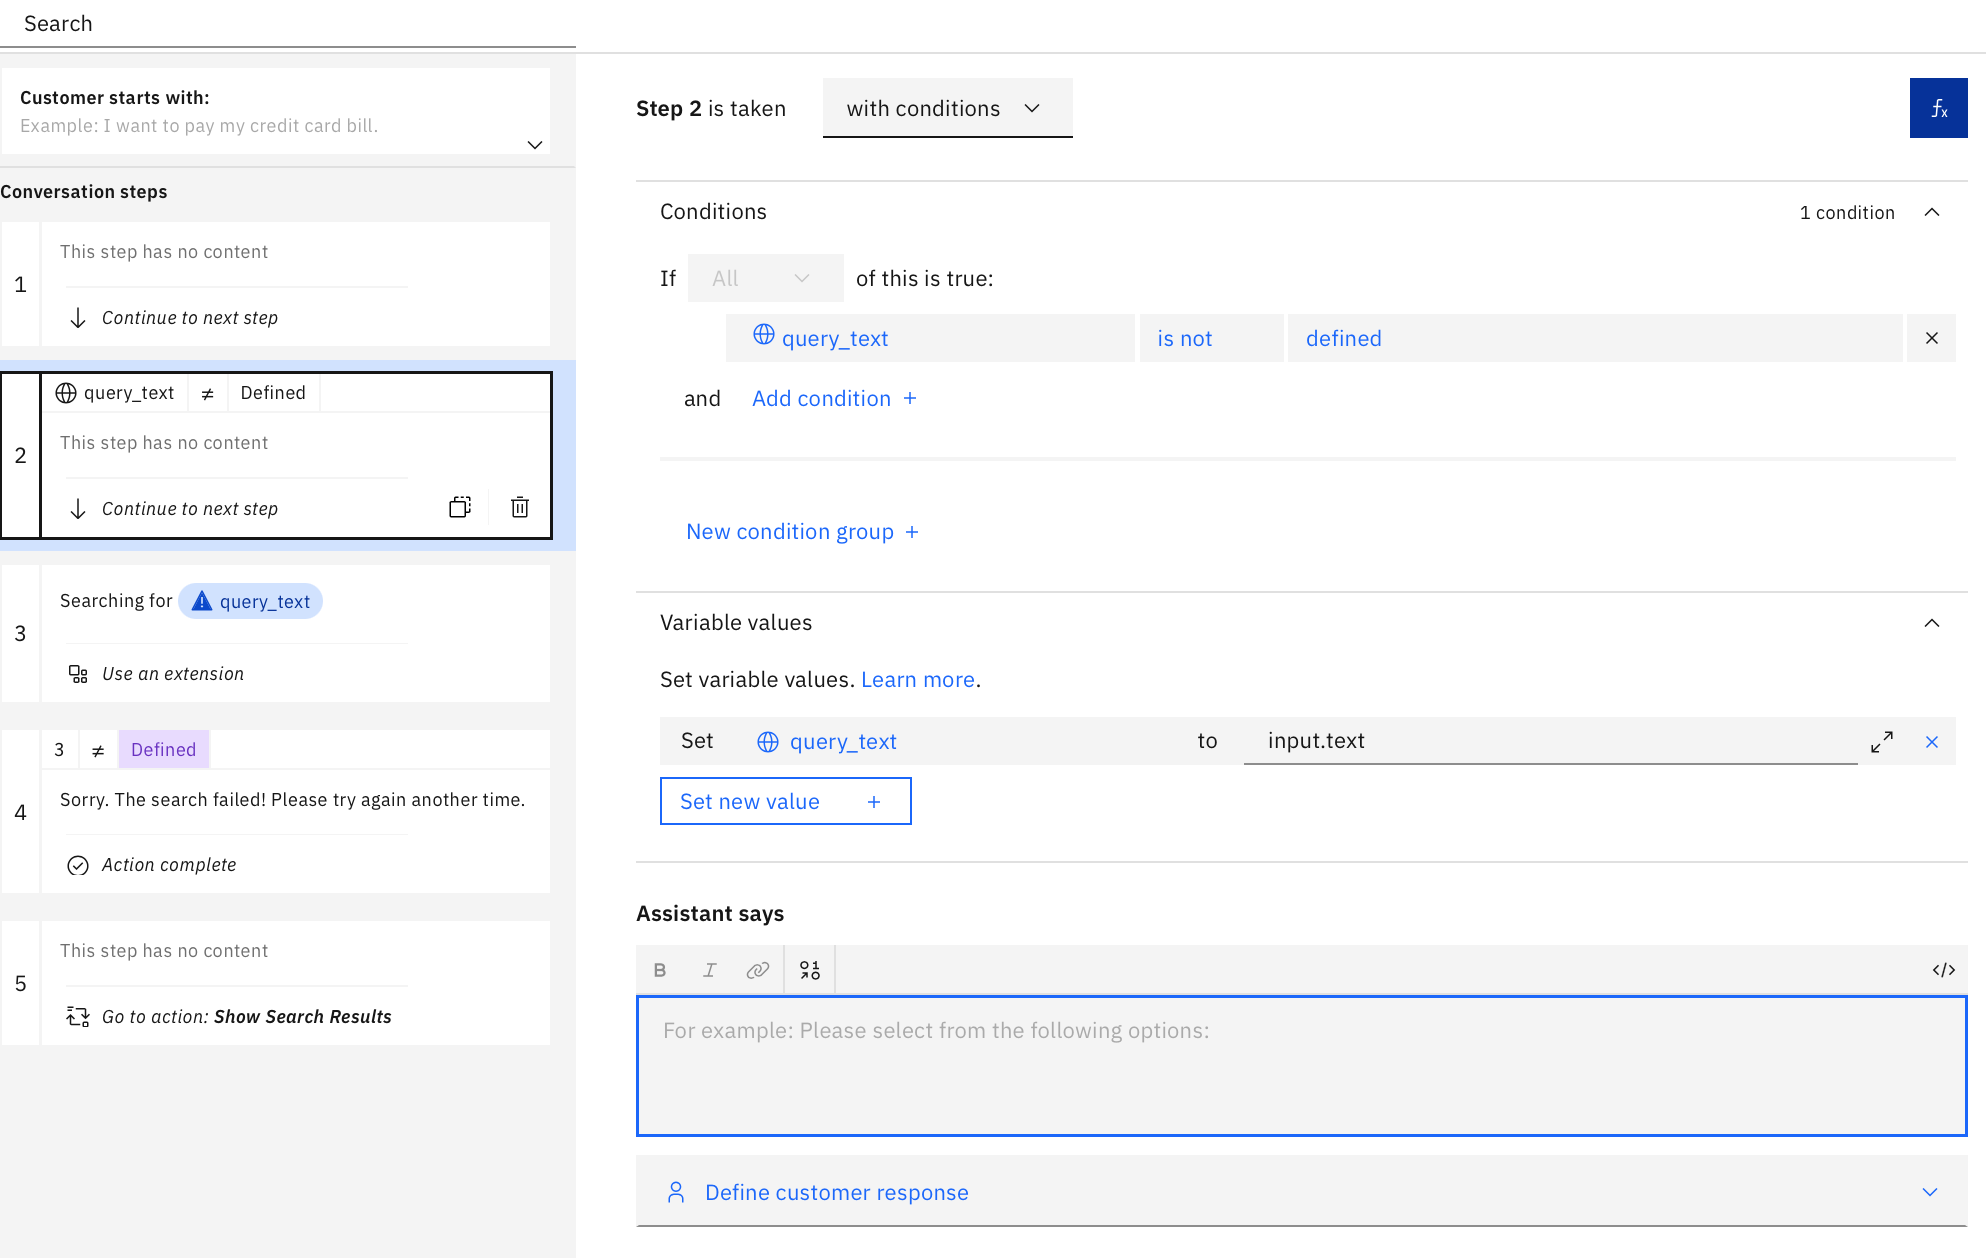 Search
Customer starts with:
Example: I want to pay my credit card bill.
Conversation steps
1
This step has no content
Continue to next step
2
query_text ≠ Defined
This step has no content
Continue to next step
3
Searching for query_text
Use an extension
4
3 ≠ Defined
Sorry. The search failed! Please try again another time.
Action complete
5
This step has no content
Go to action: Show Search Results
Step 2 is taken with conditions
fx
Conditions 1 condition
If All of this is true:
query_text is not defined
and Add condition +
New condition group +
Variable values
Set variable values. Learn more.
Set query_text to input.text
Set new value +
Assistant says
B I </>
For example: Please select from the following options:
Define customer response